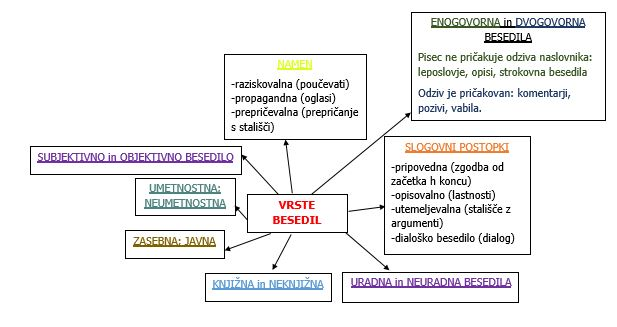 ENOGOVORNA in DVOGOVORNA
BESEDILA
Pisec ne pričakuje odziva naslovnika:
leposlovje, opisi, strokovna besedila
Odziv je pričakovan: komentarji,
pozivi, vabila.
NAMEN
-raziskovalna (poučevati)
-propagandna (oglasi)
-prepričevalna (prepričanje
s stališči)
SLOGOVNI POSTOPKI
-pripovedna (zgodba od
začetka h koncu)
-opisovalno (lastnosti)
-utemeljevalna (stališče z
argumenti)
-dialoško besedilo (dialog)
SUBJEKTIVNO in OBJEKTIVNO BESEDILO
UMETNOSTNA:
NEUMETNOSTNA
VRSTE
BESEDIL
ZASEBNA: JAVNA
KNJIŽNA in NEKNJIŽNA
URADNA in NEURADNA BESEDILA